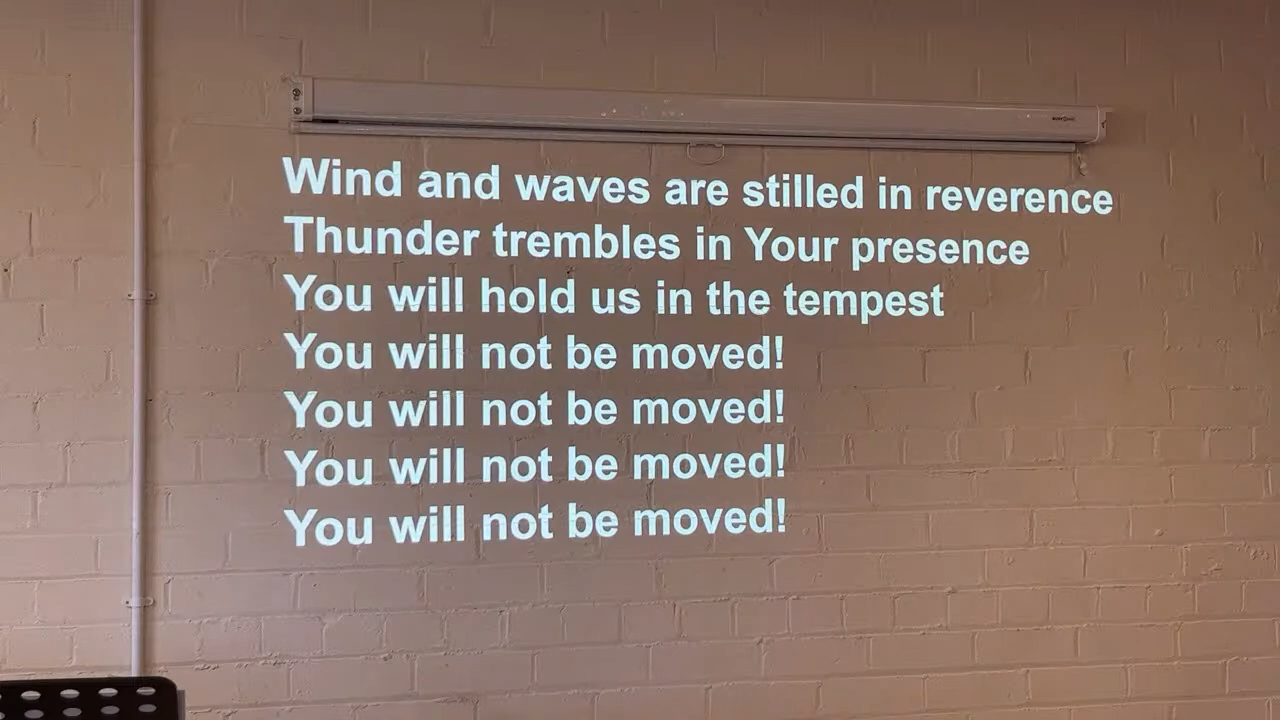 Wind and waves are stilled in reverence
Thunder trembles in Your presence
You will hold us in the tempest
You will not be moved!
You will not be moved!
You will not be moved!
You will not be moved!